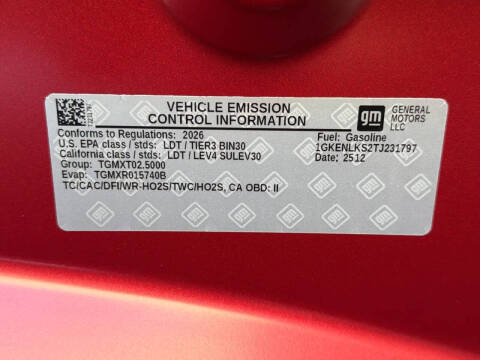 VEHICLE EMISSION
CONTROL INFORMATION
gm
GENERAL
MOTORS
LLC
Conforms to Regulations: 2026
U.S. EPA class / stds: LDT / TIER3 BIN30
California class / stds: LDT / LEV4 SULEV30
Group: TGMXT02.5000
Evap: TGMXR015740B
TC/CAC/DFI/WR-HO2S/TWC/HO2S, CA OBD: II
Fuel: Gasoline
1GKENLKS2TJ231797
Date: 2512